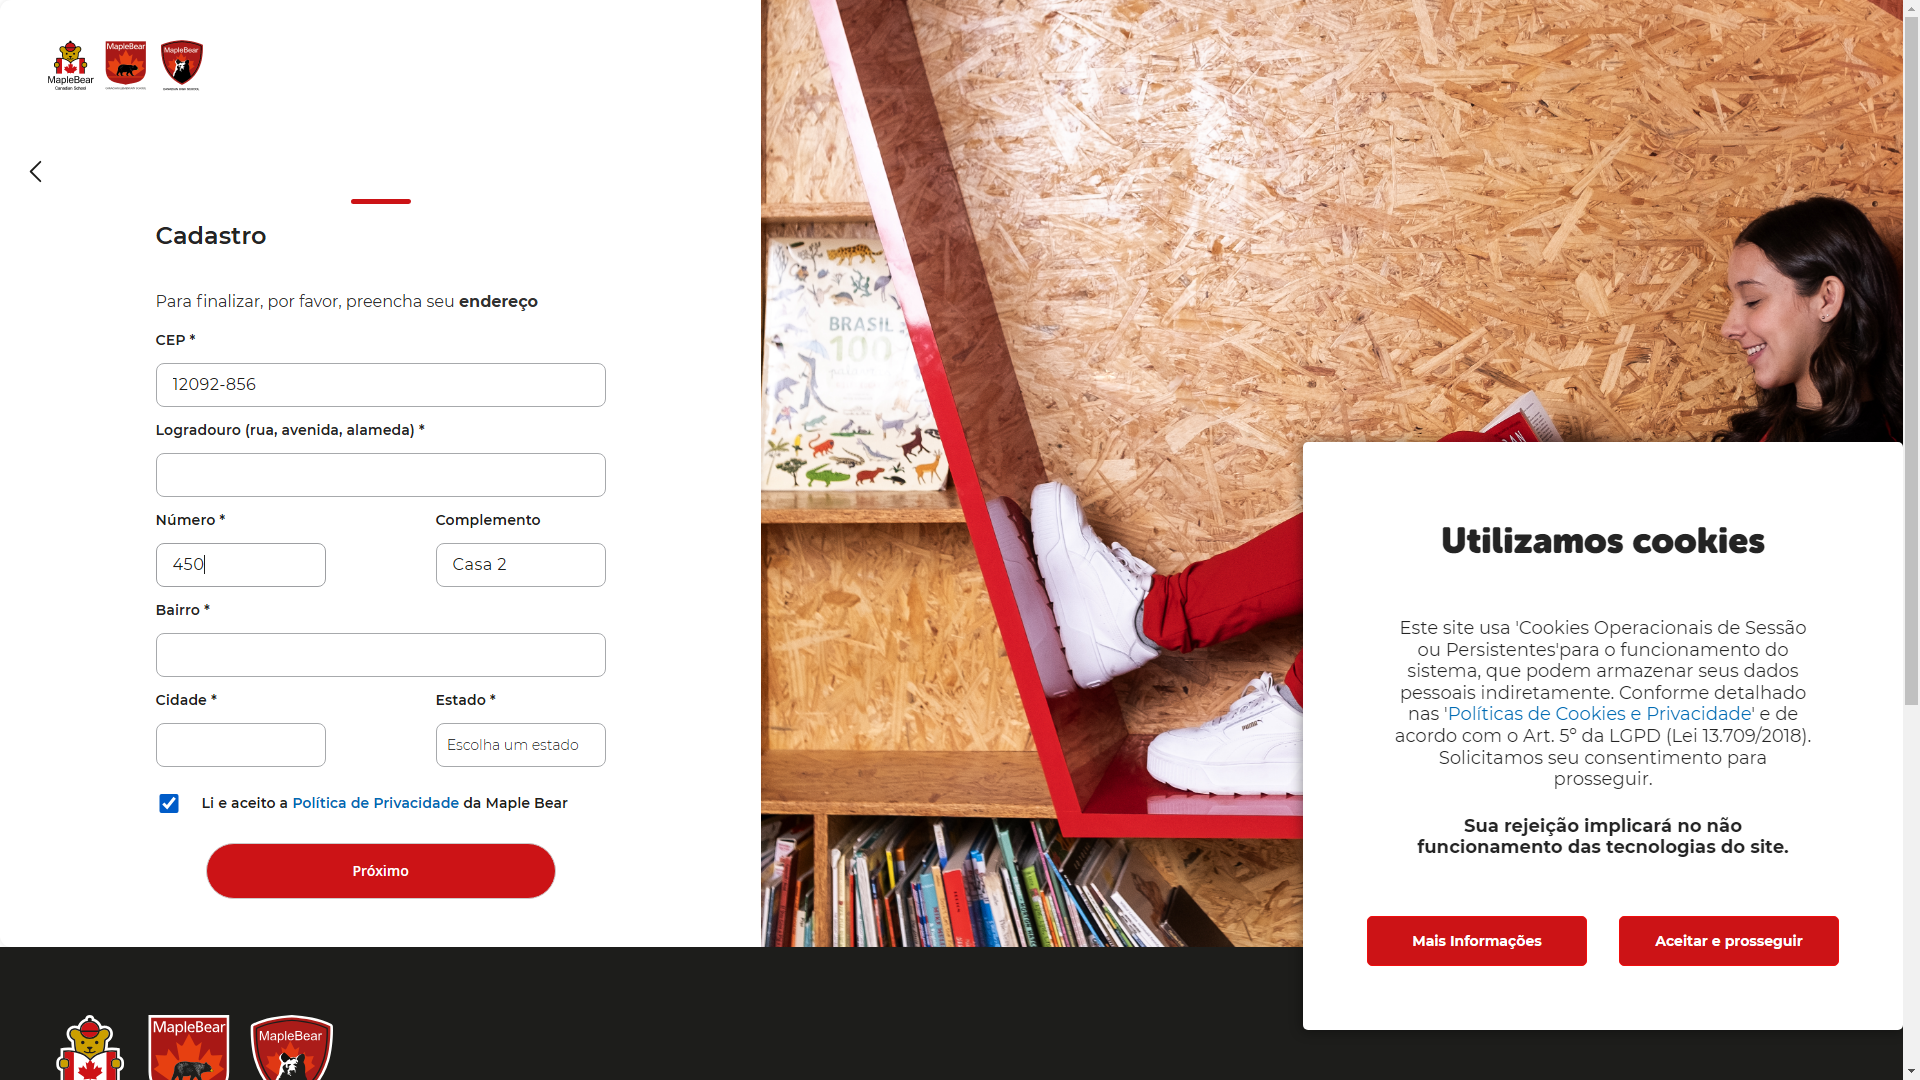 MapleBear
Canadian School
MapleBear
MapleBear
Cadastro
Para finalizar, por favor, preencha seu endereço
CEP *
12092-856
Logradouro (rua, avenida, alameda) *
Número *
Complemento
450
Casa 2
Bairro *
Cidade *
Estado *
Escolha um estado
Li e aceito a Política de Privacidade da Maple Bear
Próximo
BRASIL
100
Utilizamos cookies
Este site usa 'Cookies Operacionais de Sessão
ou Persistentes'para o funcionamento do
sistema, que podem armazenar seus dados
pessoais indiretamente. Conforme detalhado
nas 'Políticas de Cookies e Privacidade' e de
acordo com o Art. 5º da LGPD (Lei 13.709/2018).
Solicitamos seu consentimento para
prosseguir.
Sua rejeição implicará no não
funcionamento das tecnologias do site.
Mais Informações
Aceitar e prosseguir
MapleBear
MapleBear